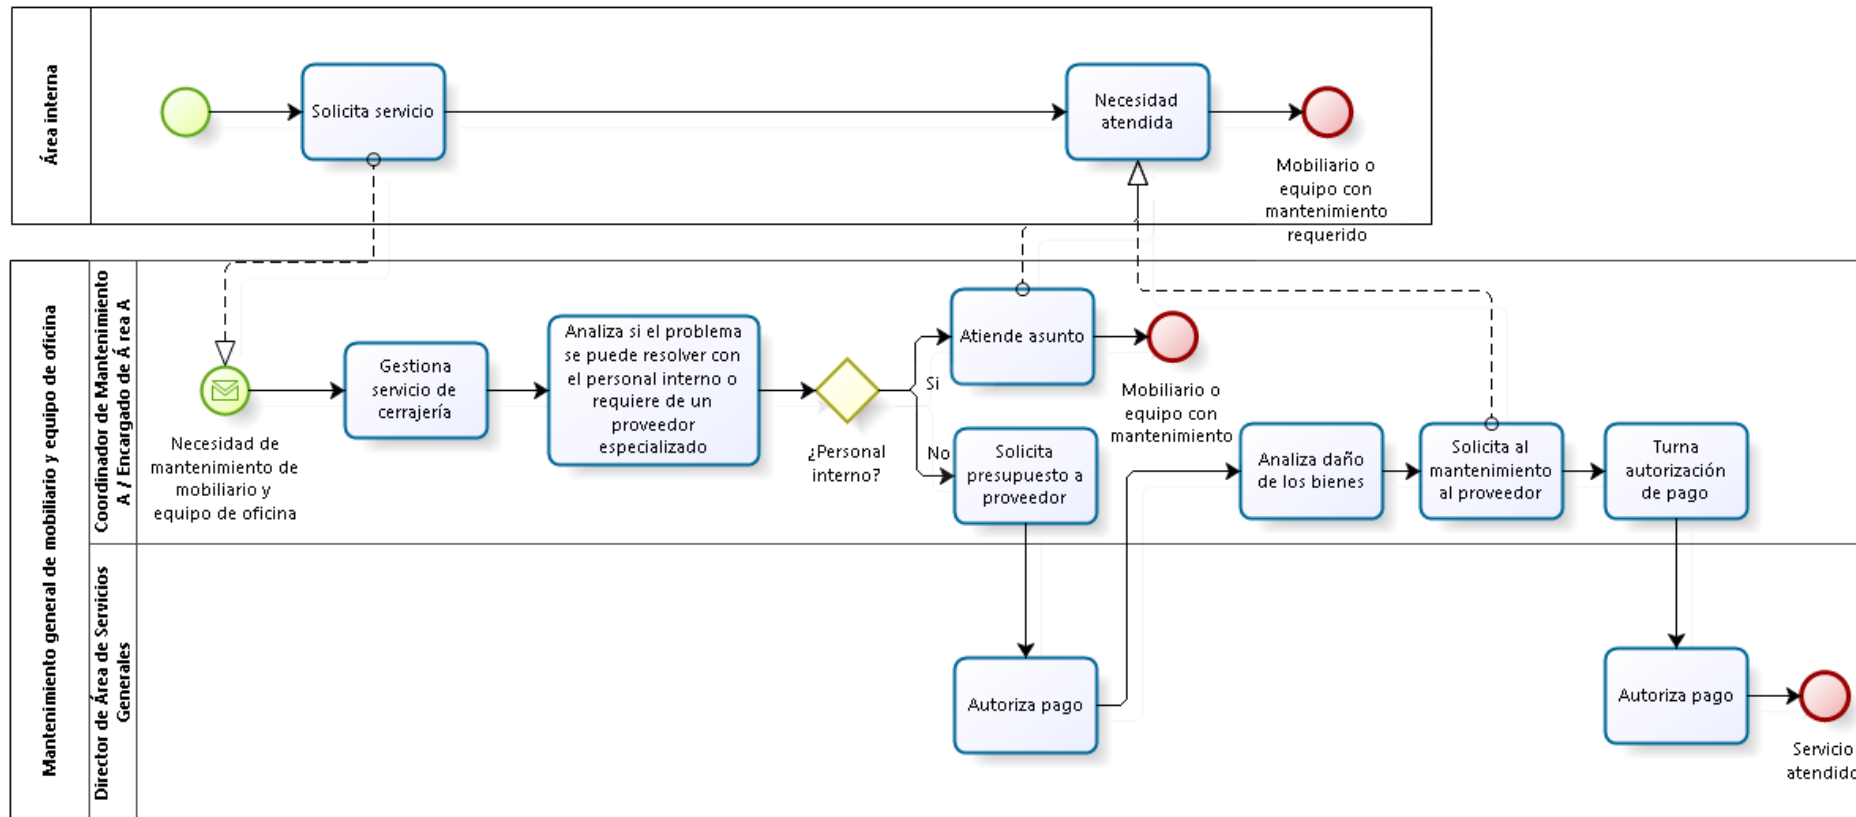 Área interna
Solicita servicio
Necesidad
atendida
Mobiliario o
equipo con
mantenimiento
requerido
Mantenimiento general de mobiliario y equipo de oficina
Coordinador de Mantenimiento
A / Encargado de Área A
Necesidad de
mantenimiento de
mobiliario y
equipo de oficina
Gestiona
servicio de
cerrajería
Analiza si el problema
se puede resolver con
el personal interno o
requiere de un
proveedor
especializado
¿Personal
interno?
Si
No
Atiende asunto
Mobiliario o
equipo con
mantenimiento
Solicita
presupuesto a
proveedor
Analiza daño
de los bienes
Solicita al
mantenimiento
al proveedor
Turna
autorización
de pago
Director de Área de Servicios
Generales
Autoriza pago
Autoriza pago
Servicio
atendido